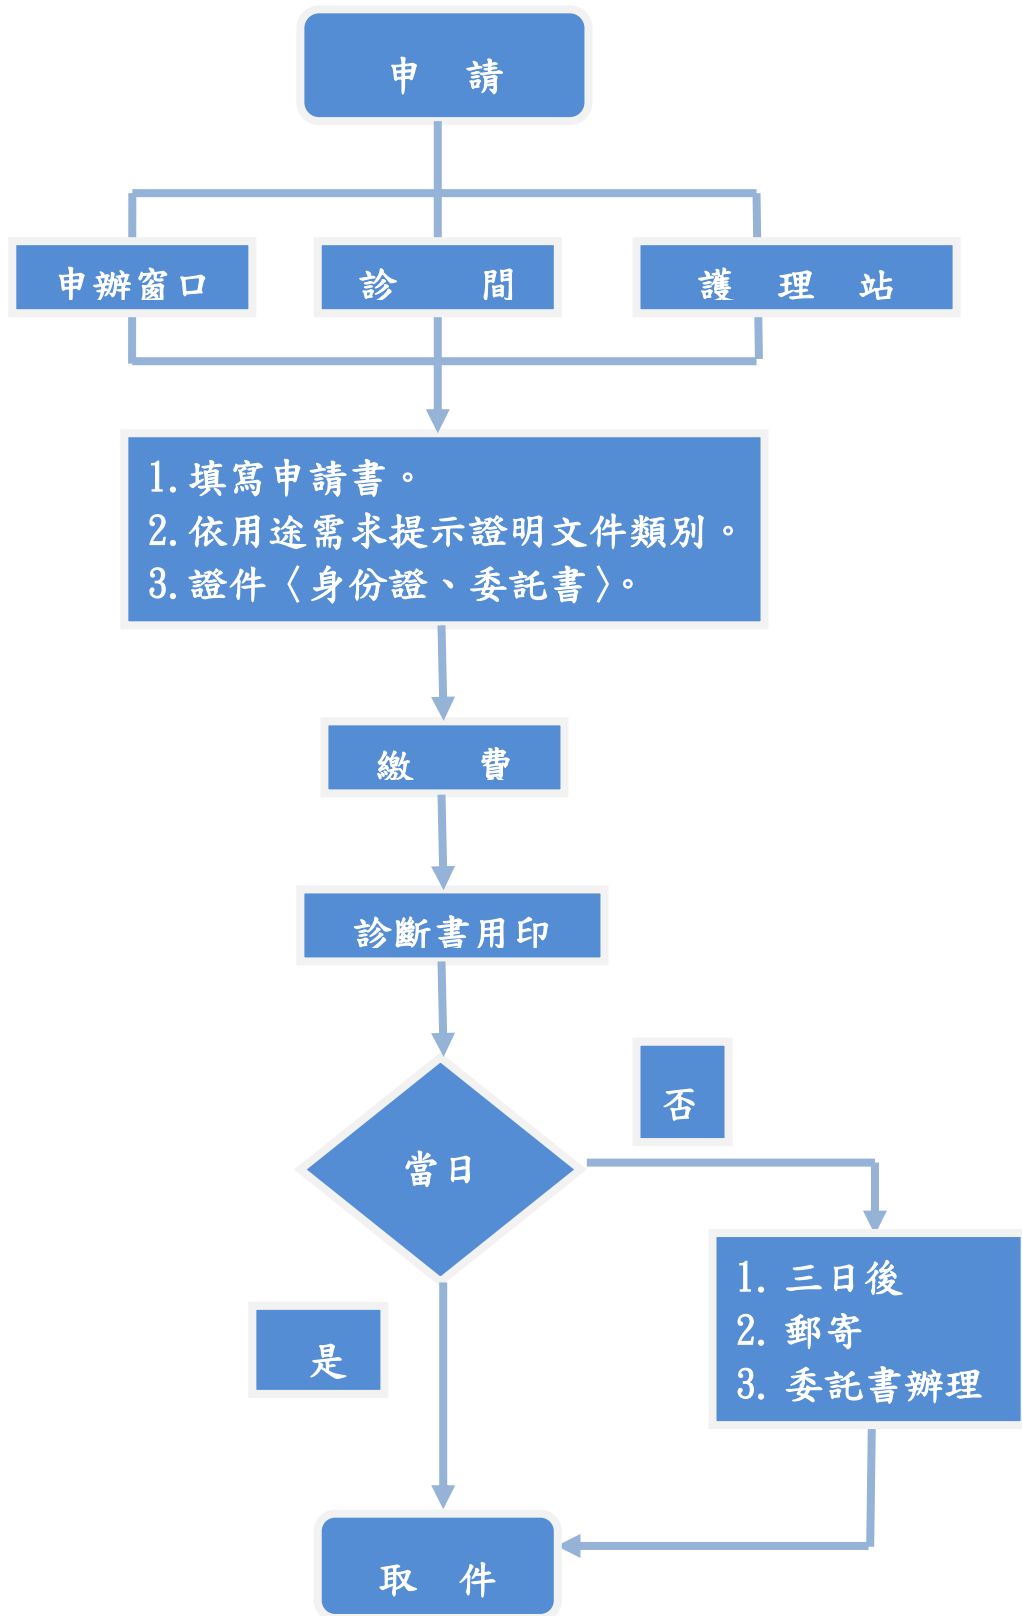 申 請
申辦窗口
診 間
護 理 站
1.填寫申請書。
2.依用途需求提示證明文件類別。
3.證件〈身份證、委託書〉。
繳 費
診斷書用印
否
當日
1. 三日後
2. 郵寄
3. 委託書辦理
是
取 件